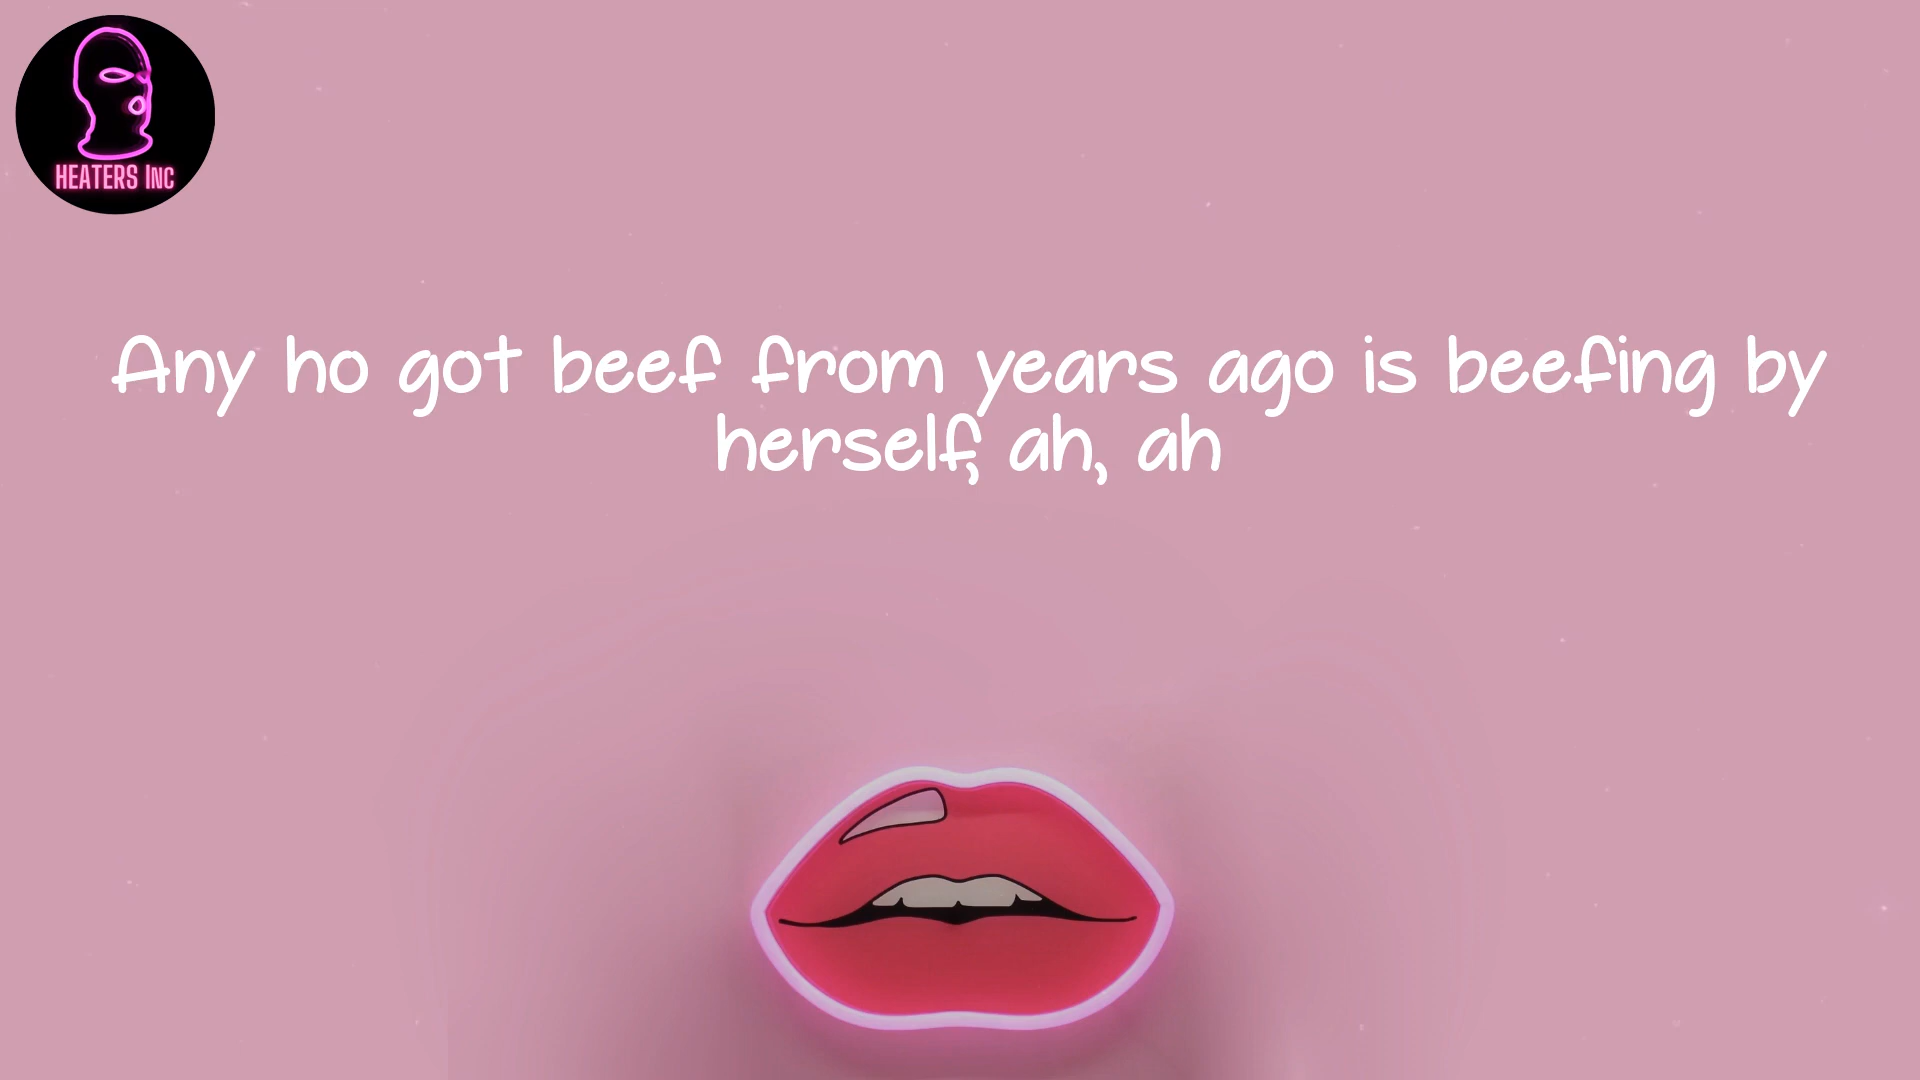 HEATERS INC
Any ho got beef from years ago is beefing by
herself, ah, ah